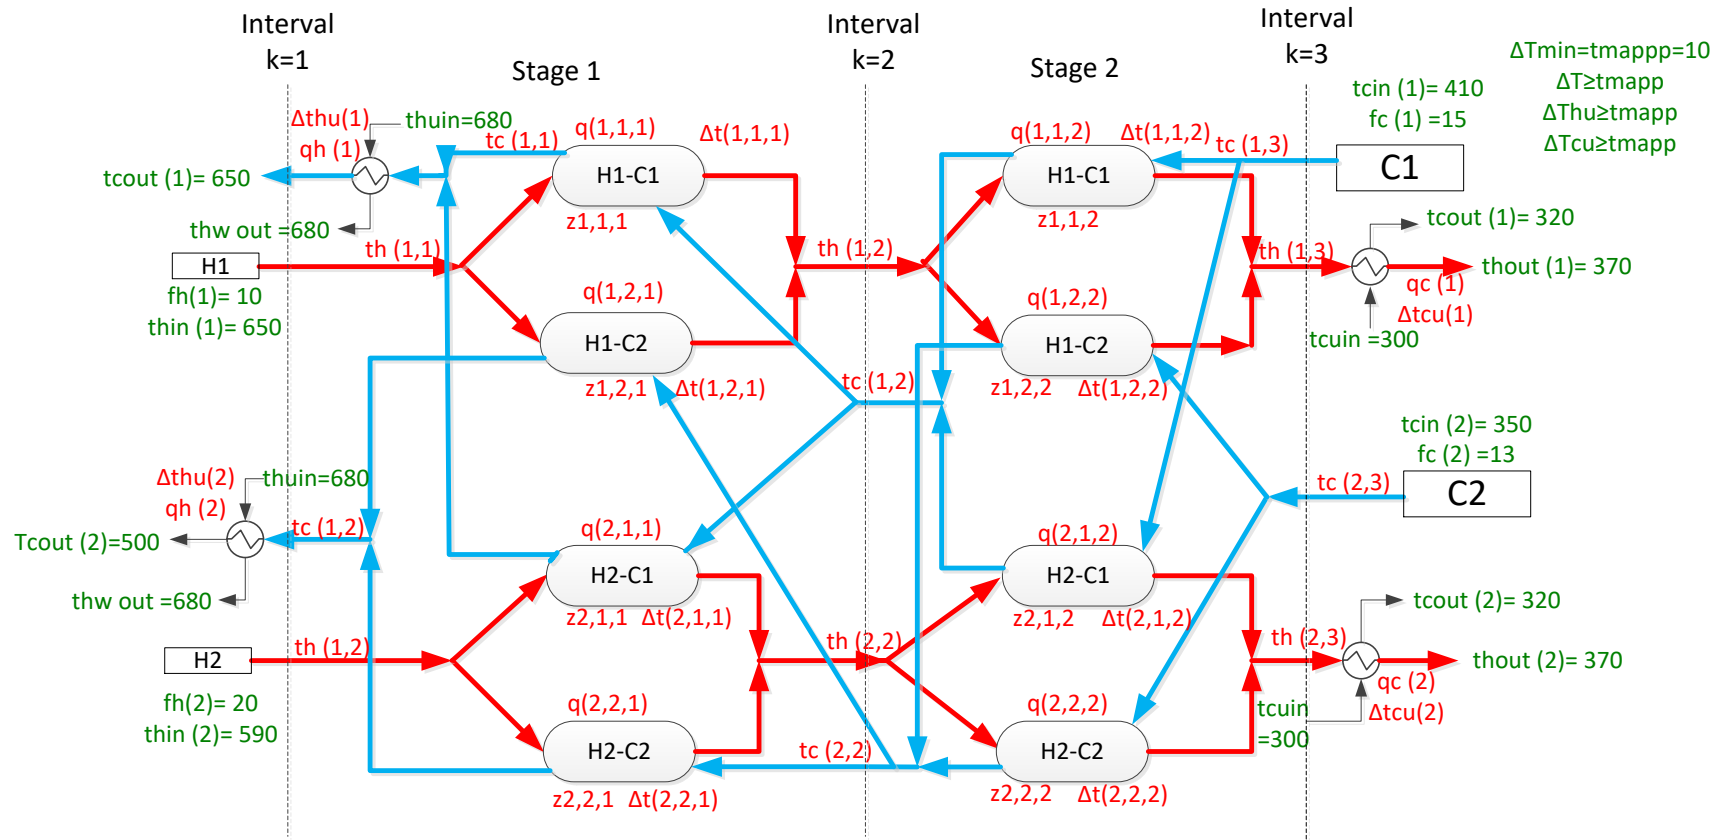 Interval
k=1
Stage 1
Interval
k=2
Stage 2
Interval
k=3
ΔTmin=tmappp=10
ΔT≥tmapp
ΔThu≥tmapp
ΔTcu≥tmapp
tcin (1)= 410
fc (1) =15
Δthu(1)
thuin=680
qh (1)
tc (1,1)
q(1,1,1)
Δt(1,1,1)
q(1,1,2)
Δt(1,1,2)
tc (1,3)
C1
tcout (1)= 650
H1-C1
H1-C1
thw out =680
z1,1,1
z1,1,2
tcout (1)= 320
th (1,1)
th (1,2)
th (1,3)
H1
thout (1)= 370
fh(1)= 10
q(1,2,1)
q(1,2,2)
qc (1)
thin (1)= 650
Δtcu(1)
H1-C2
H1-C2
tcuin =300
z1,2,1
Δt(1,2,1)
tc (1,2)
z1,2,2
Δt(1,2,2)
tcin (2)= 350
fc (2) =13
Δthu(2)
thuin=680
qh (2)
tc (2,3)
C2
tc (1,2)
q(2,1,1)
q(2,1,2)
Tcout (2)=500
H2-C1
H2-C1
thw out =680
z2,1,1
Δt(2,1,1)
z2,1,2
Δt(2,1,2)
tcout (2)= 320
th (1,2)
th (2,2)
th (2,3)
H2
thout (2)= 370
fh(2)= 20
q(2,2,1)
q(2,2,2)
qc (2)
thin (2)= 590
tcuin
=300
Δtcu(2)
H2-C2
tc (2,2)
H2-C2
z2,2,1
Δt(2,2,1)
z2,2,2
Δt(2,2,2)